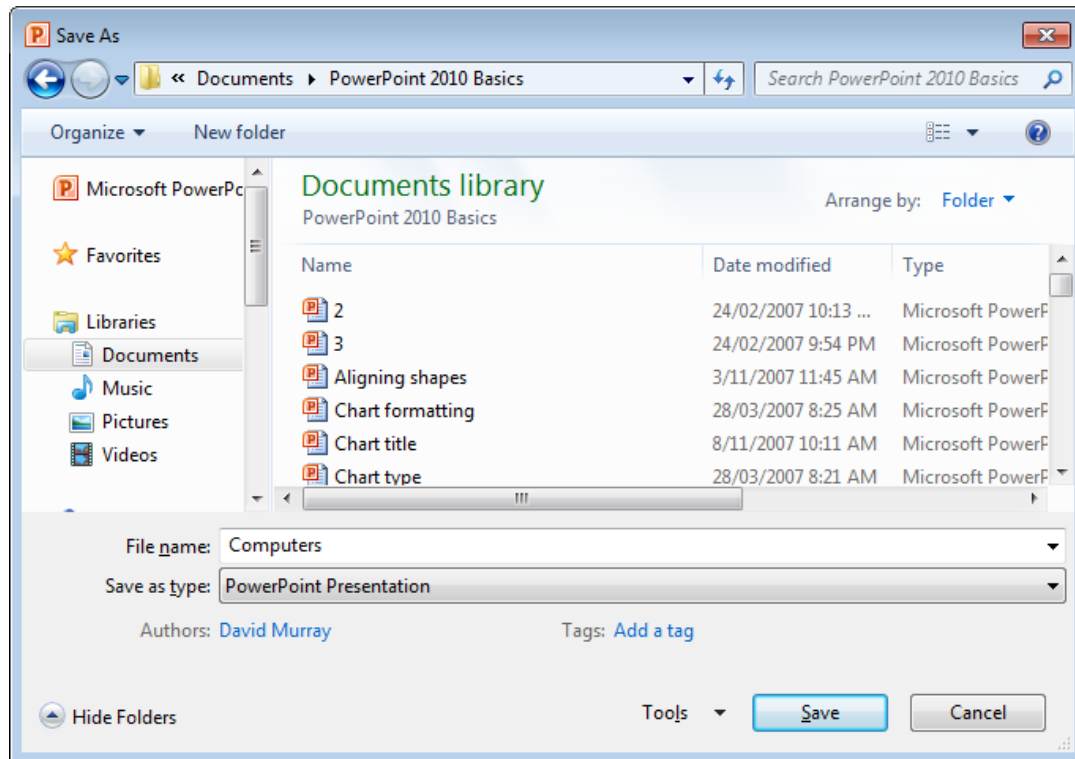 Save As
« Documents ▸ PowerPoint 2010 Basics
Search PowerPoint 2010 Basics
Organize
New folder
Microsoft PowerPo
Favorites
Libraries
Documents
Music
Pictures
Videos
Documents library
PowerPoint 2010 Basics
Arrange by: Folder
Name Date modified Type
2 24/02/2007 10:13 ... Microsoft PowerP
3 24/02/2007 9:54 PM Microsoft PowerP
Aligning shapes 3/11/2007 11:45 AM Microsoft PowerP
Chart formatting 28/03/2007 8:25 AM Microsoft PowerP
Chart title 8/11/2007 10:11 AM Microsoft PowerP
Chart type 28/03/2007 8:21 AM Microsoft PowerP
File name: Computers
Save as type: PowerPoint Presentation
Authors: David Murray Tags: Add a tag
Hide Folders Tools Save Cancel